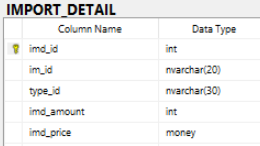 IMPORT_DETAIL
Column Name Data Type
imd_id int
im_id nvarchar(20)
type_id nvarchar(30)
imd_amount int
imd_price money